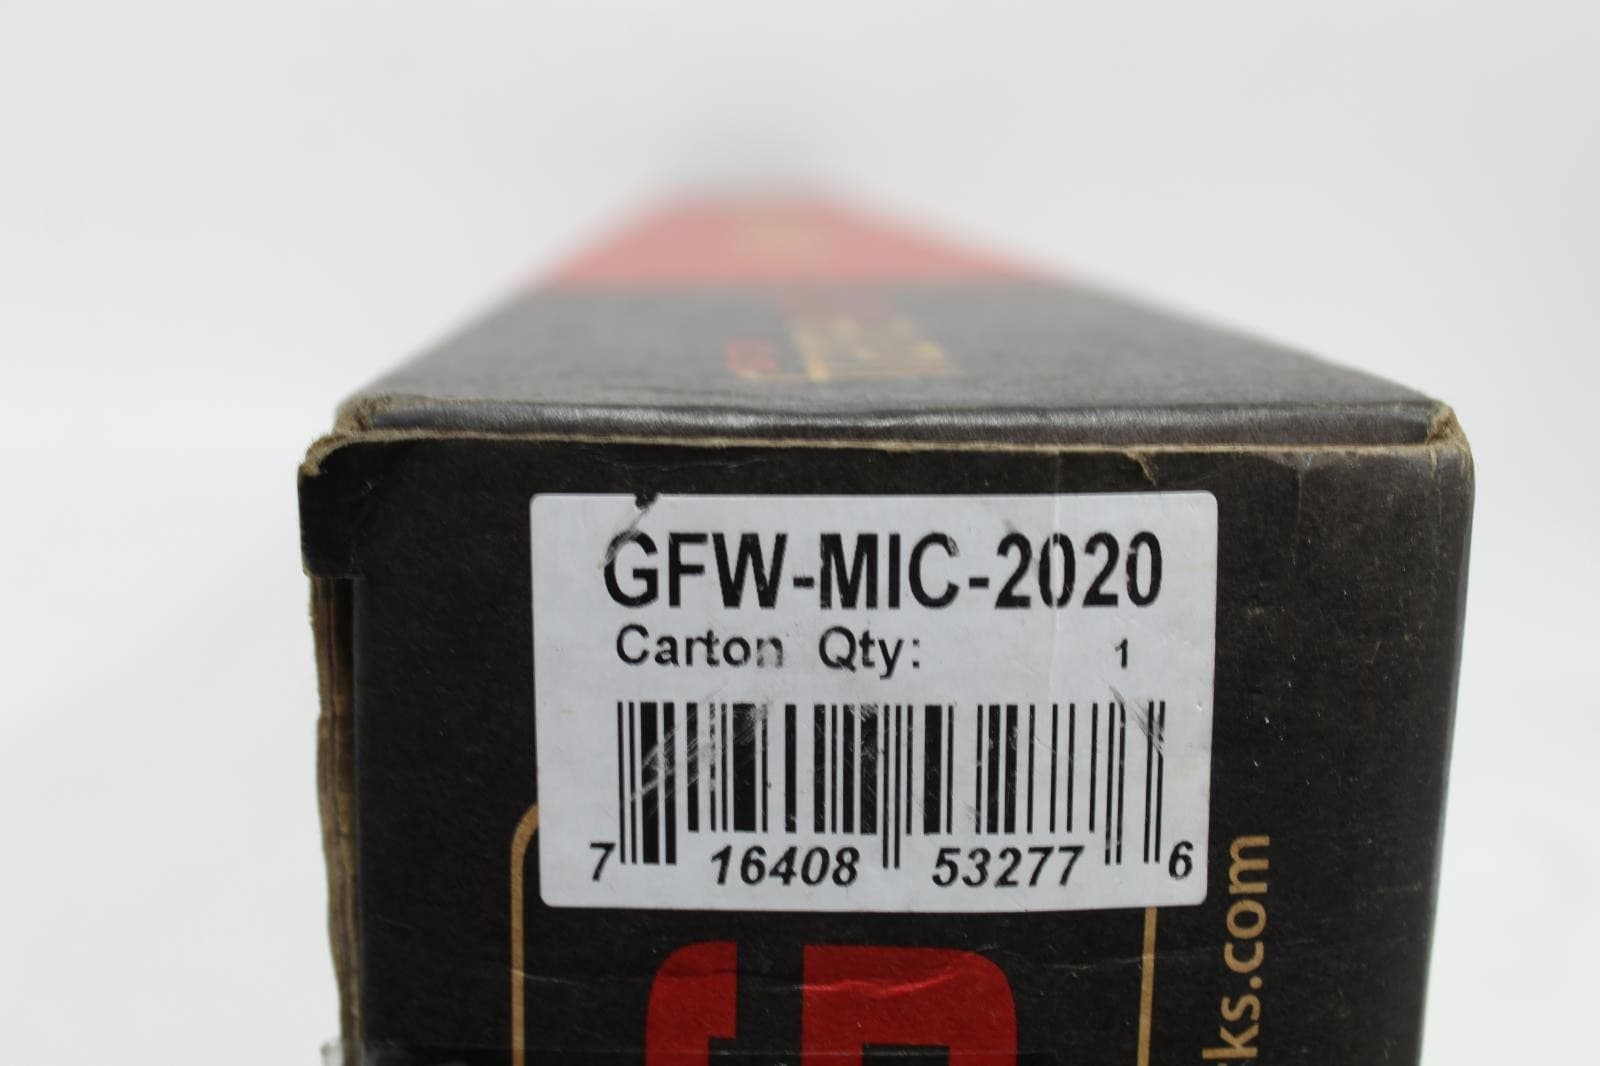 GFW-MIC-2020
Carton Qty: 1
7 16408 53277 6
ks.com